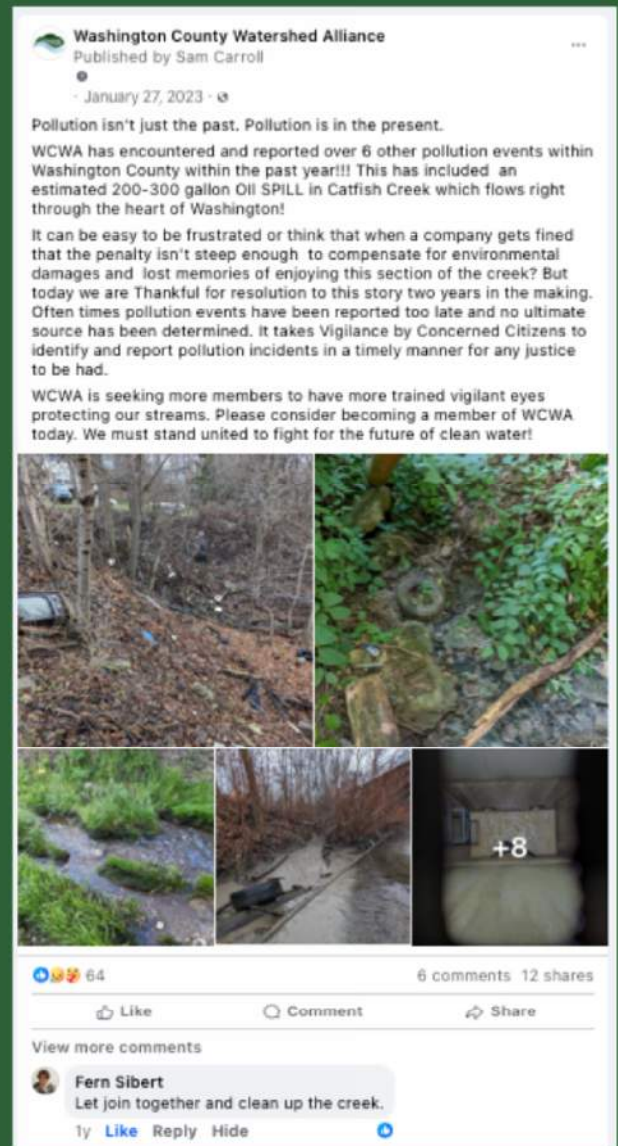 Washington County Watershed Alliance
Published by Sam Carroll
· January 27, 2023 ·
Pollution isn't just the past. Pollution is in the present.
WCWA has encountered and reported over 6 other pollution events within
Washington County within the past year!!! This has included an
estimated 200-300 gallon OIl SPILL in Catfish Creek which flows right
through the heart of Washington!
It can be easy to be frustrated or think that when a company gets fined
that the penalty isn't steep enough to compensate for environmental
damages and lost memories of enjoying this section of the creek? But
today we are Thankful for resolution to this story two years in the making.
Often times pollution events have been reported too late and no ultimate
source has been determined. It takes Vigilance by Concerned Citizens to
identify and report pollution incidents in a timely manner for any justice
to be had.
WCWA is seeking more members to have more trained vigilant eyes
protecting our streams. Please consider becoming a member of WCWA
today. We must stand united to fight for the future of clean water!
+8
64 6 comments 12 shares
Like Comment Share
View more comments
Fern Sibert
Let join together and clean up the creek.
1y Like Reply Hide